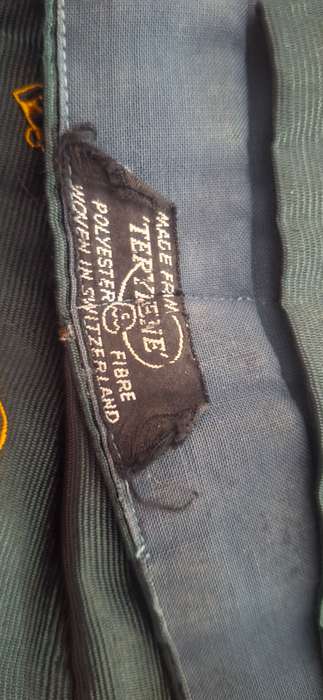 MADE FROM
'TERYLENE'
POLYESTER FIBRE
WOVEN IN SWITZERLAND